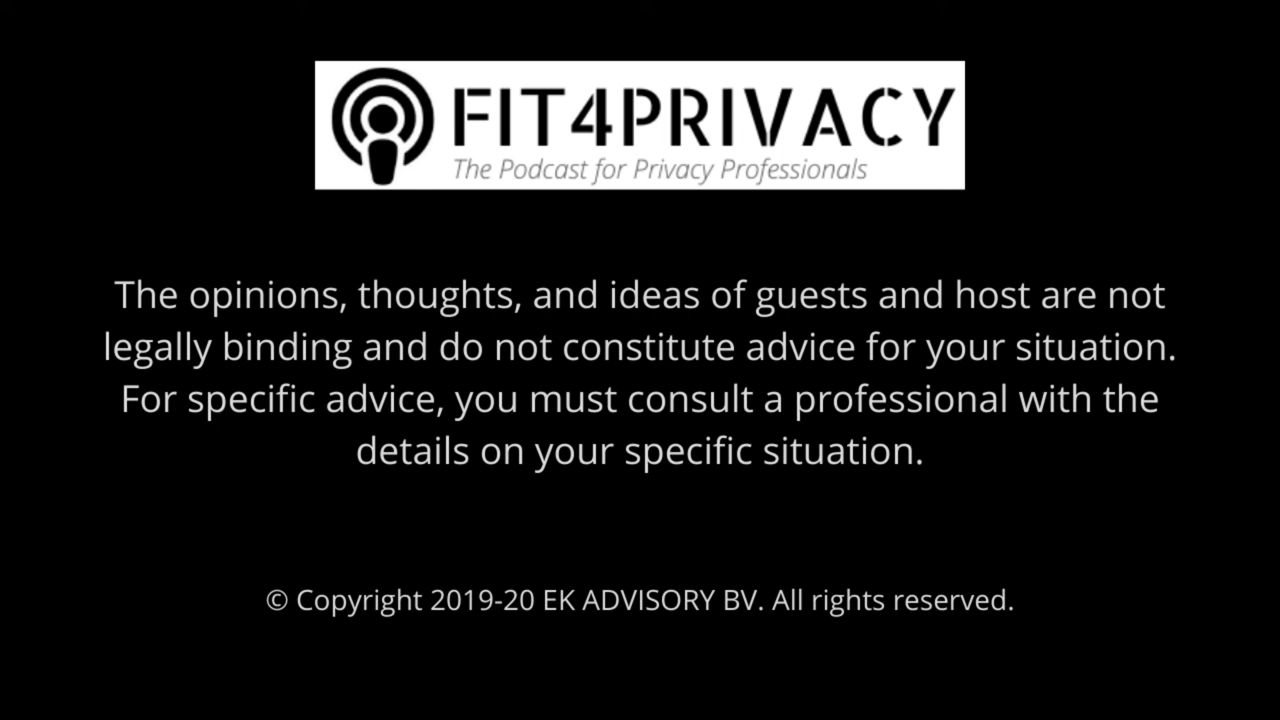 FIT4PRIVACY
The Podcast for Privacy Professionals
The opinions, thoughts, and ideas of guests and host are not
legally binding and do not constitute advice for your situation.
For specific advice, you must consult a professional with the
details on your specific situation.
© Copyright 2019-20 EK ADVISORY BV. All rights reserved.